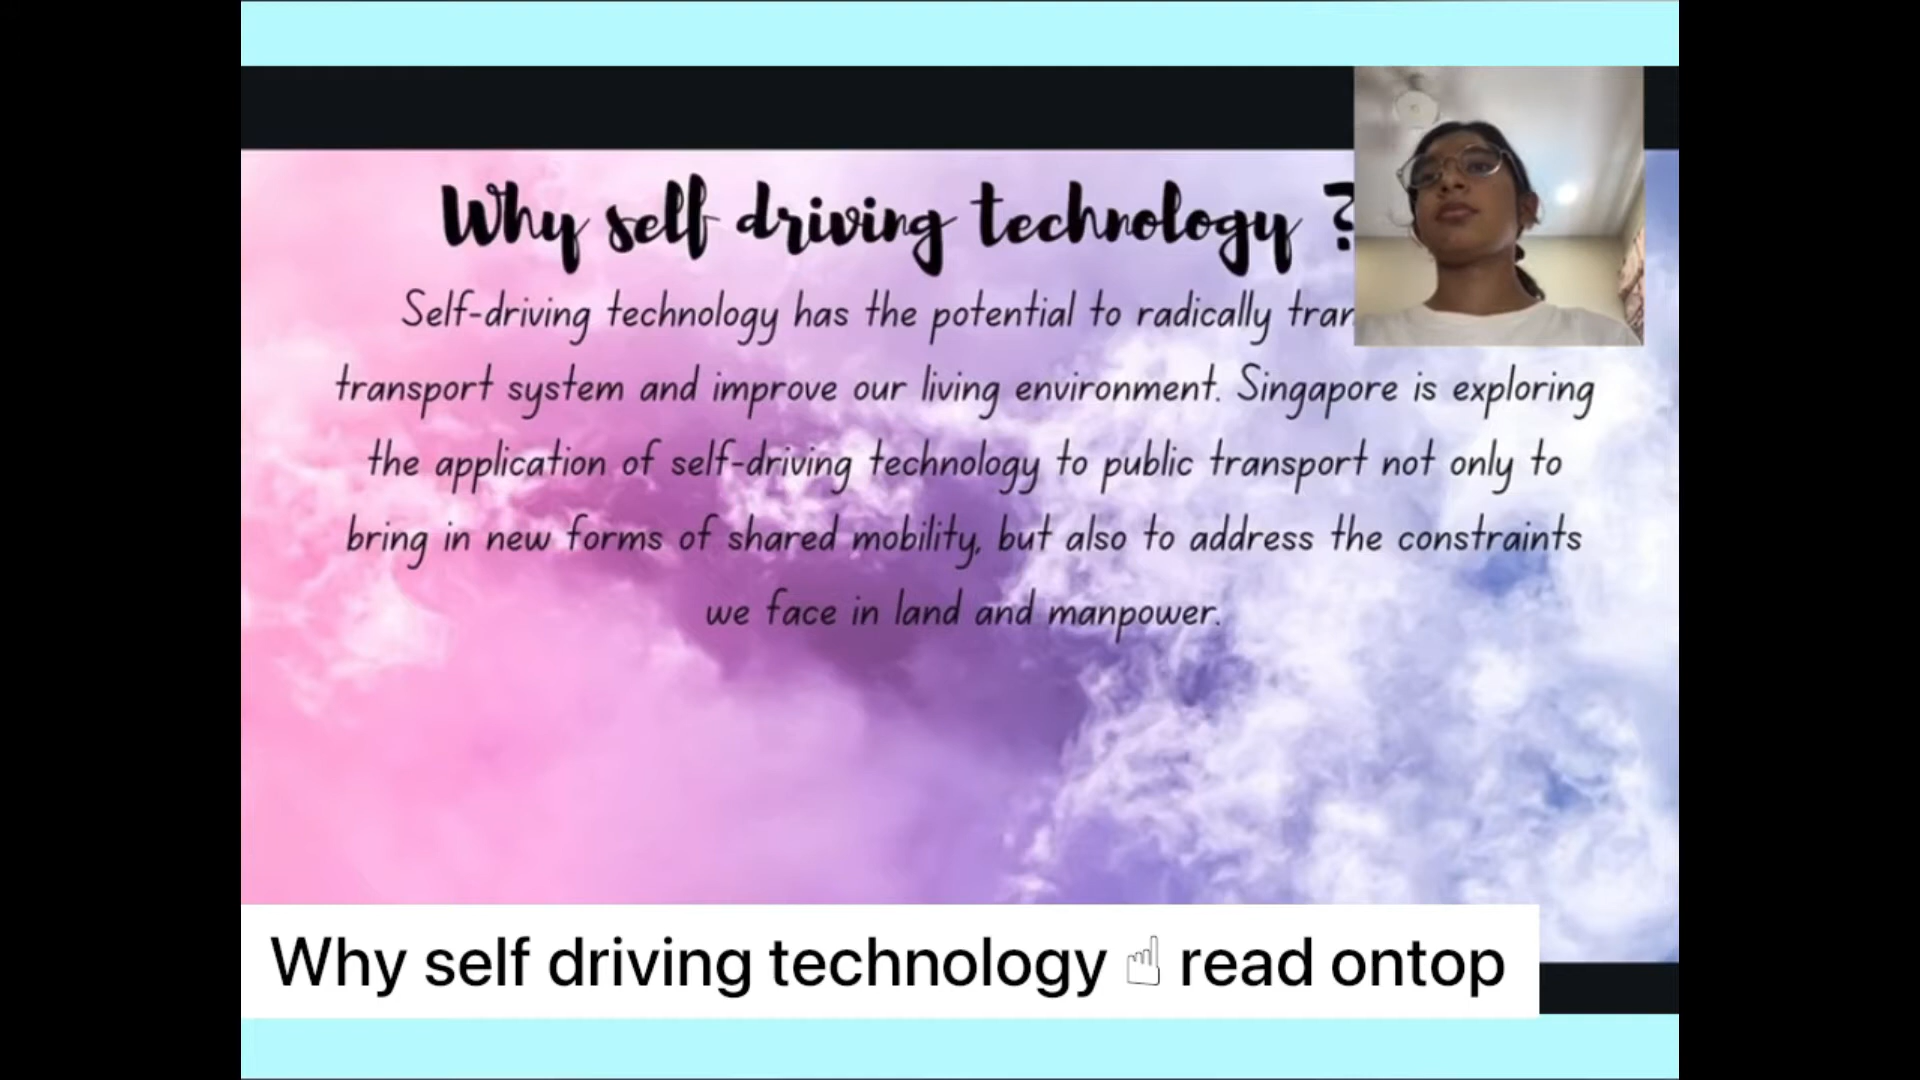 Why self driving technology ?
Self-driving technology has the potential to radically
transport system and improve our living environment. Singapore is exploring
the application of self-driving technology to public transport not only to
bring in new forms of shared mobility, but also to address the constraints
we face in land and manpower.
Why self driving technology ☝ read ontop